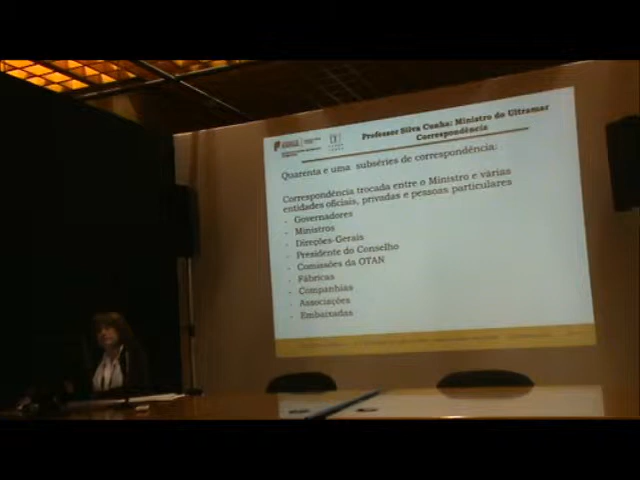 Professor Silva Cunha: Ministro do Ultramar
Correspondência
Quarenta e uma subséries de correspondência:
Correspondência trocada entre o Ministro e várias
entidades oficiais, privadas e pessoas particulares
- Governadores
- Ministros
- Direções-Gerais
- Presidente do Conselho
- Comissões da OTAN
- Fábricas
- Companhias
- Associações
- Embaixadas